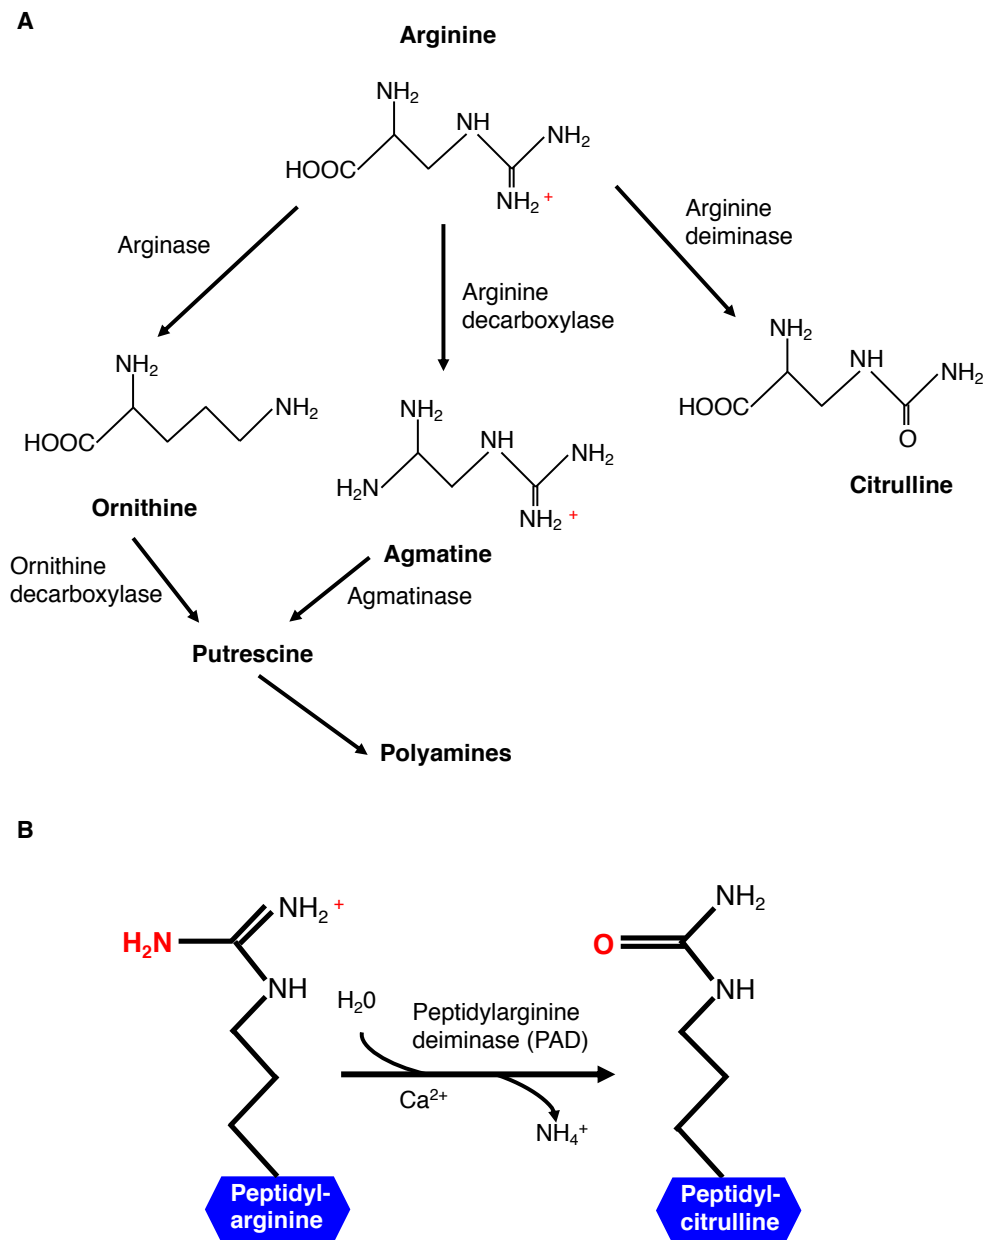 A
Arginine
NH₂
NH
NH₂
HOOC
NH₂ +
Arginase
Arginine
decarboxylase
Arginine
deiminase
NH₂
NH₂
HOOC
Ornithine
NH₂
NH
NH₂
H₂N
NH₂ +
Agmatine
NH₂
NH
NH₂
HOOC
O
Citrulline
Ornithine
decarboxylase
Agmatinase
Putrescine
Polyamines
B
NH₂ +
H₂N
NH
H₂0
Peptidylarginine
deiminase (PAD)
Ca²⁺
NH₄⁺
NH₂
O
NH
Peptidyl-
arginine
Peptidyl-
citrulline